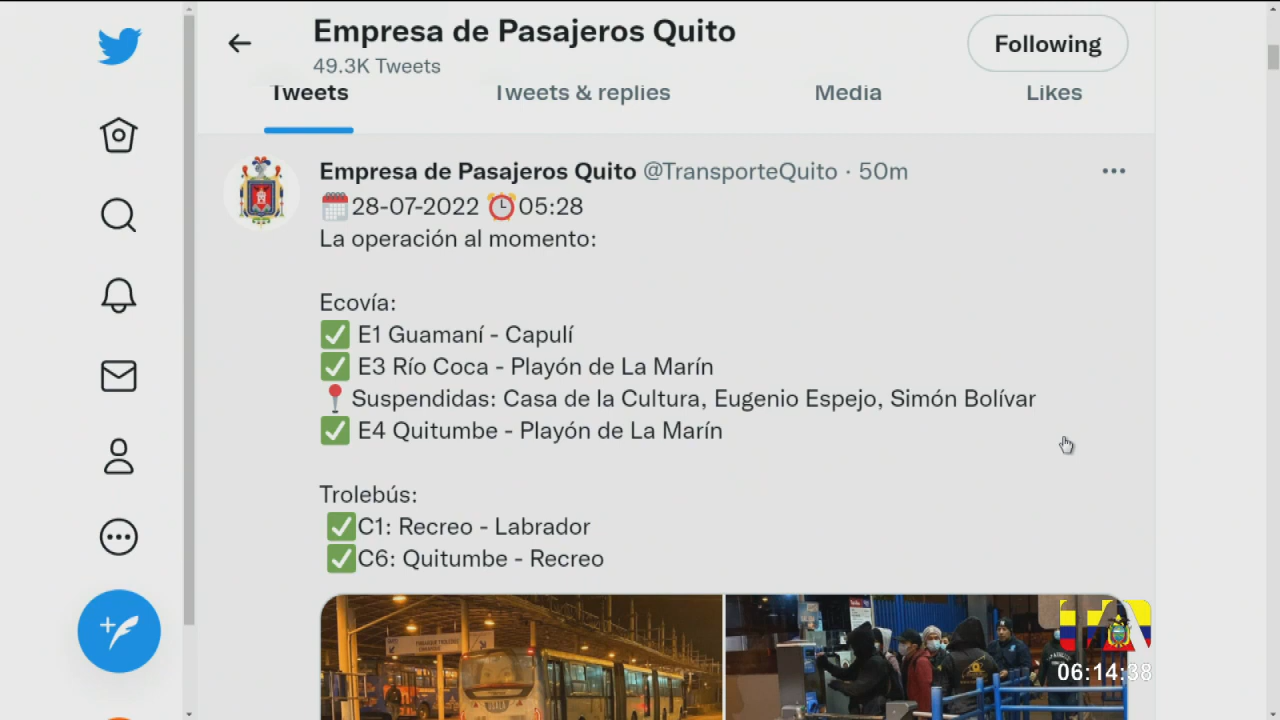 Empresa de Pasajeros Quito
49.3K Tweets
Following
Tweets
Tweets & replies
Media
Likes
Empresa de Pasajeros Quito @TransporteQuito · 50m
28-07-2022 05:28
La operación al momento:
Ecovía:
E1 Guamaní - Capulí
E3 Río Coca - Playón de La Marín
Suspendidas: Casa de la Cultura, Eugenio Espejo, Simón Bolívar
E4 Quitumbe - Playón de La Marín
Trolebús:
C1: Recreo - Labrador
C6: Quitumbe - Recreo
06:14:38